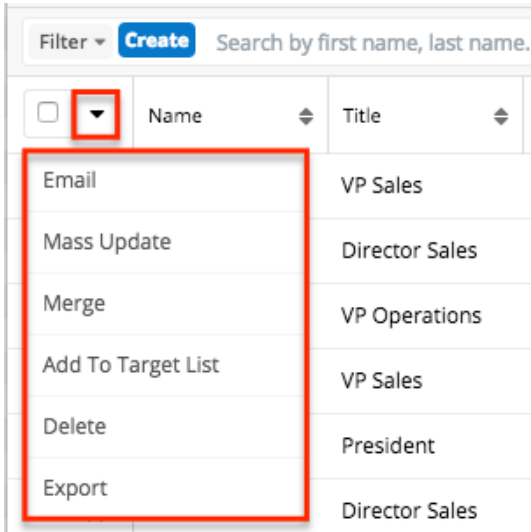 Filter Create Search by first name, last name.
Name Title
Email VP Sales
Mass Update Director Sales
Merge VP Operations
Add To Target List VP Sales
Delete President
Export Director Sales